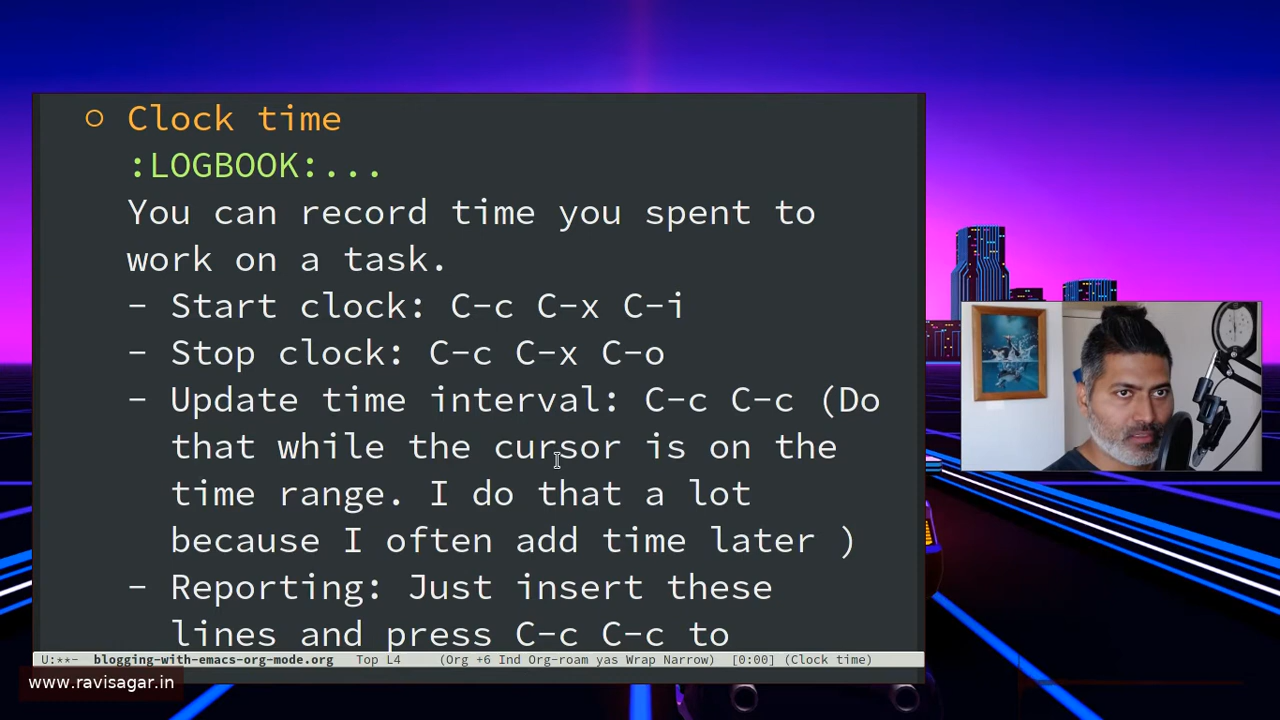 Clock time
:LOGBOOK:...
You can record time you spent to
work on a task.
- Start clock: C-c C-x C-i
- Stop clock: C-c C-x C-o
- Update time interval: C-c C-c (Do
that while the cursor is on the
time range. I do that a lot
because I often add time later )
- Reporting: Just insert these
lines and press C-c C-c to
U:**- blogging-with-emacs-org-mode.org Top L4 (Org +6 Ind Org-roam yas Wrap Narrow) [0:00] (Clock time)
www.ravisagar.in